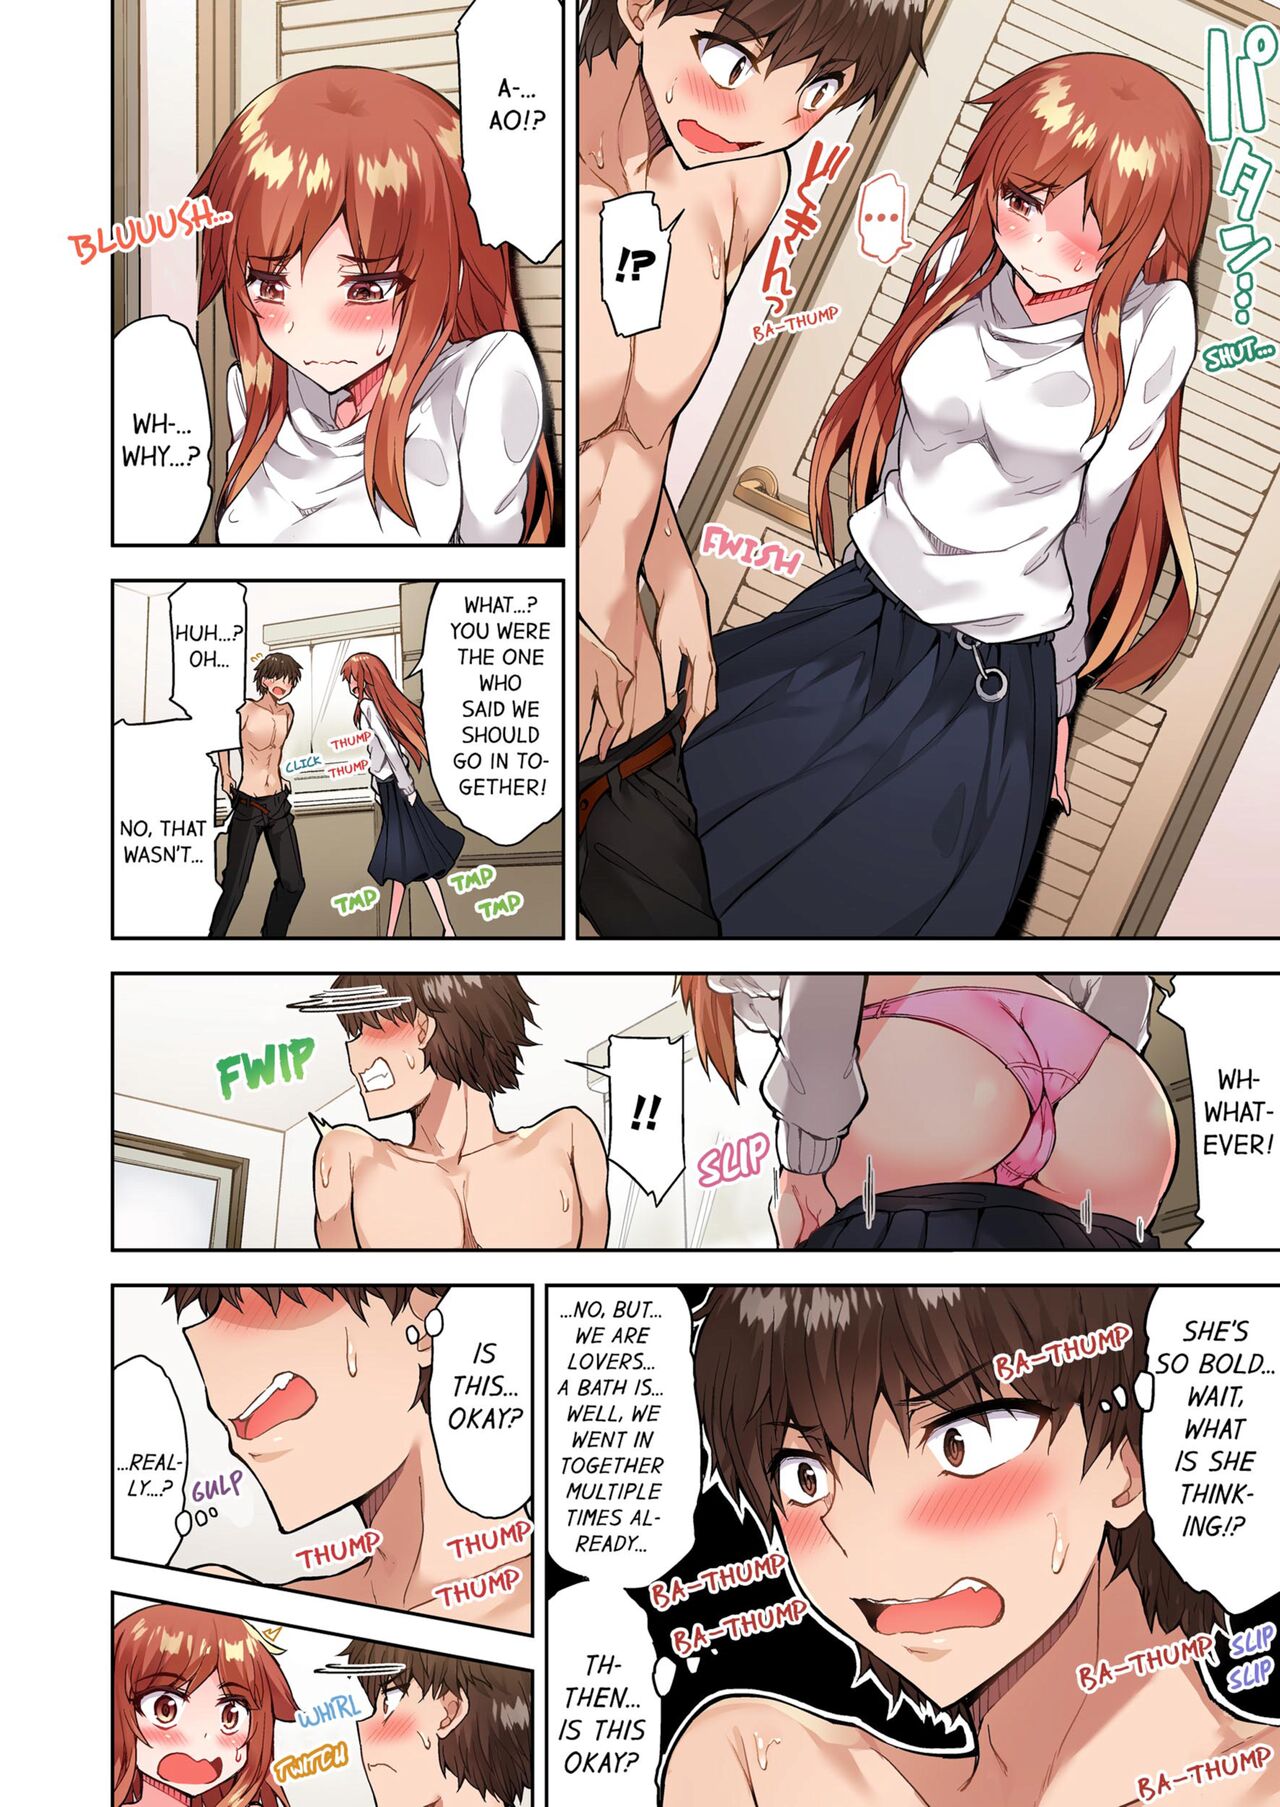 パタン…
SHUT...
...
どきんっ
BA-THUMP
!?
FWISH
A-...
AO!?
BLUUUSH...
WH-...
WHY...?
WHAT...?
YOU WERE
THE ONE
WHO
SAID WE
SHOULD
GO IN TO-
GETHER!
HUH...?
OH...
THUMP
THUMP
CLICK
NO, THAT
WASN'T...
TMP
TMP
TMP
WH-
WHAT-
EVER!
SLIP
!!
FWIP
SHE'S
SO BOLD...
WAIT,
WHAT
IS SHE
THINK-
ING!?
BA-THUMP
...NO, BUT...
WE ARE
LOVERS...
A BATH IS...
WELL, WE
WENT IN
TOGETHER
MULTIPLE
TIMES AL-
READY...
BA-THUMP
BA-THUMP
BA-THUMP
SLIP
SLIP
TH-
THEN...
IS THIS
OKAY?
BA-THUMP
IS
THIS...
OKAY?
...REAL-
LY...?
GULP
THUMP
THUMP
THUMP
WHIRL
TWITCH